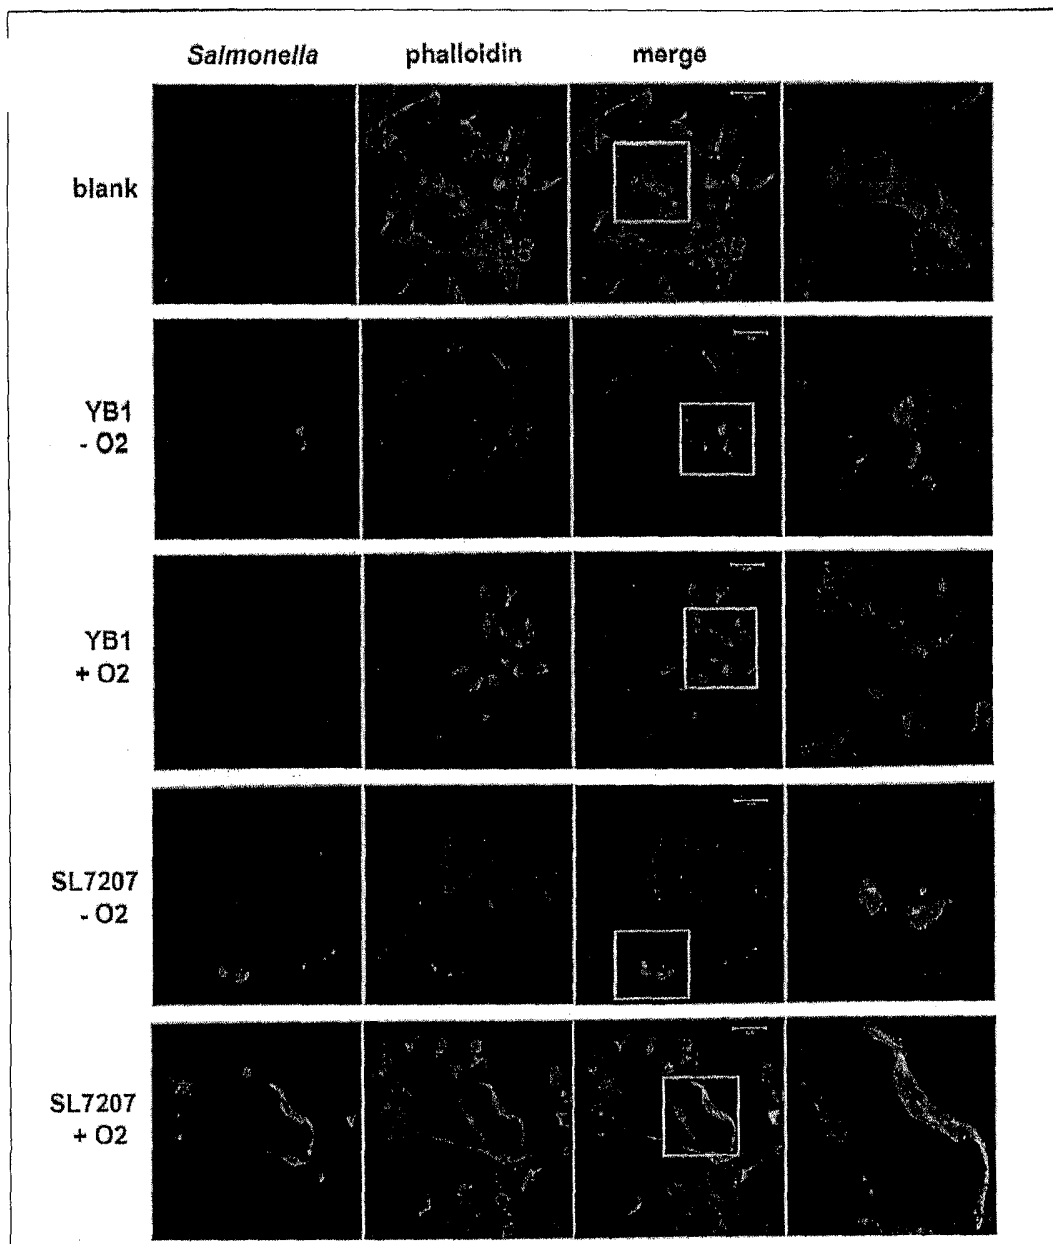 Salmonella phalloidin merge
blank
YB1
- O2
YB1
+ O2
SL7207
- O2
SL7207
+ O2